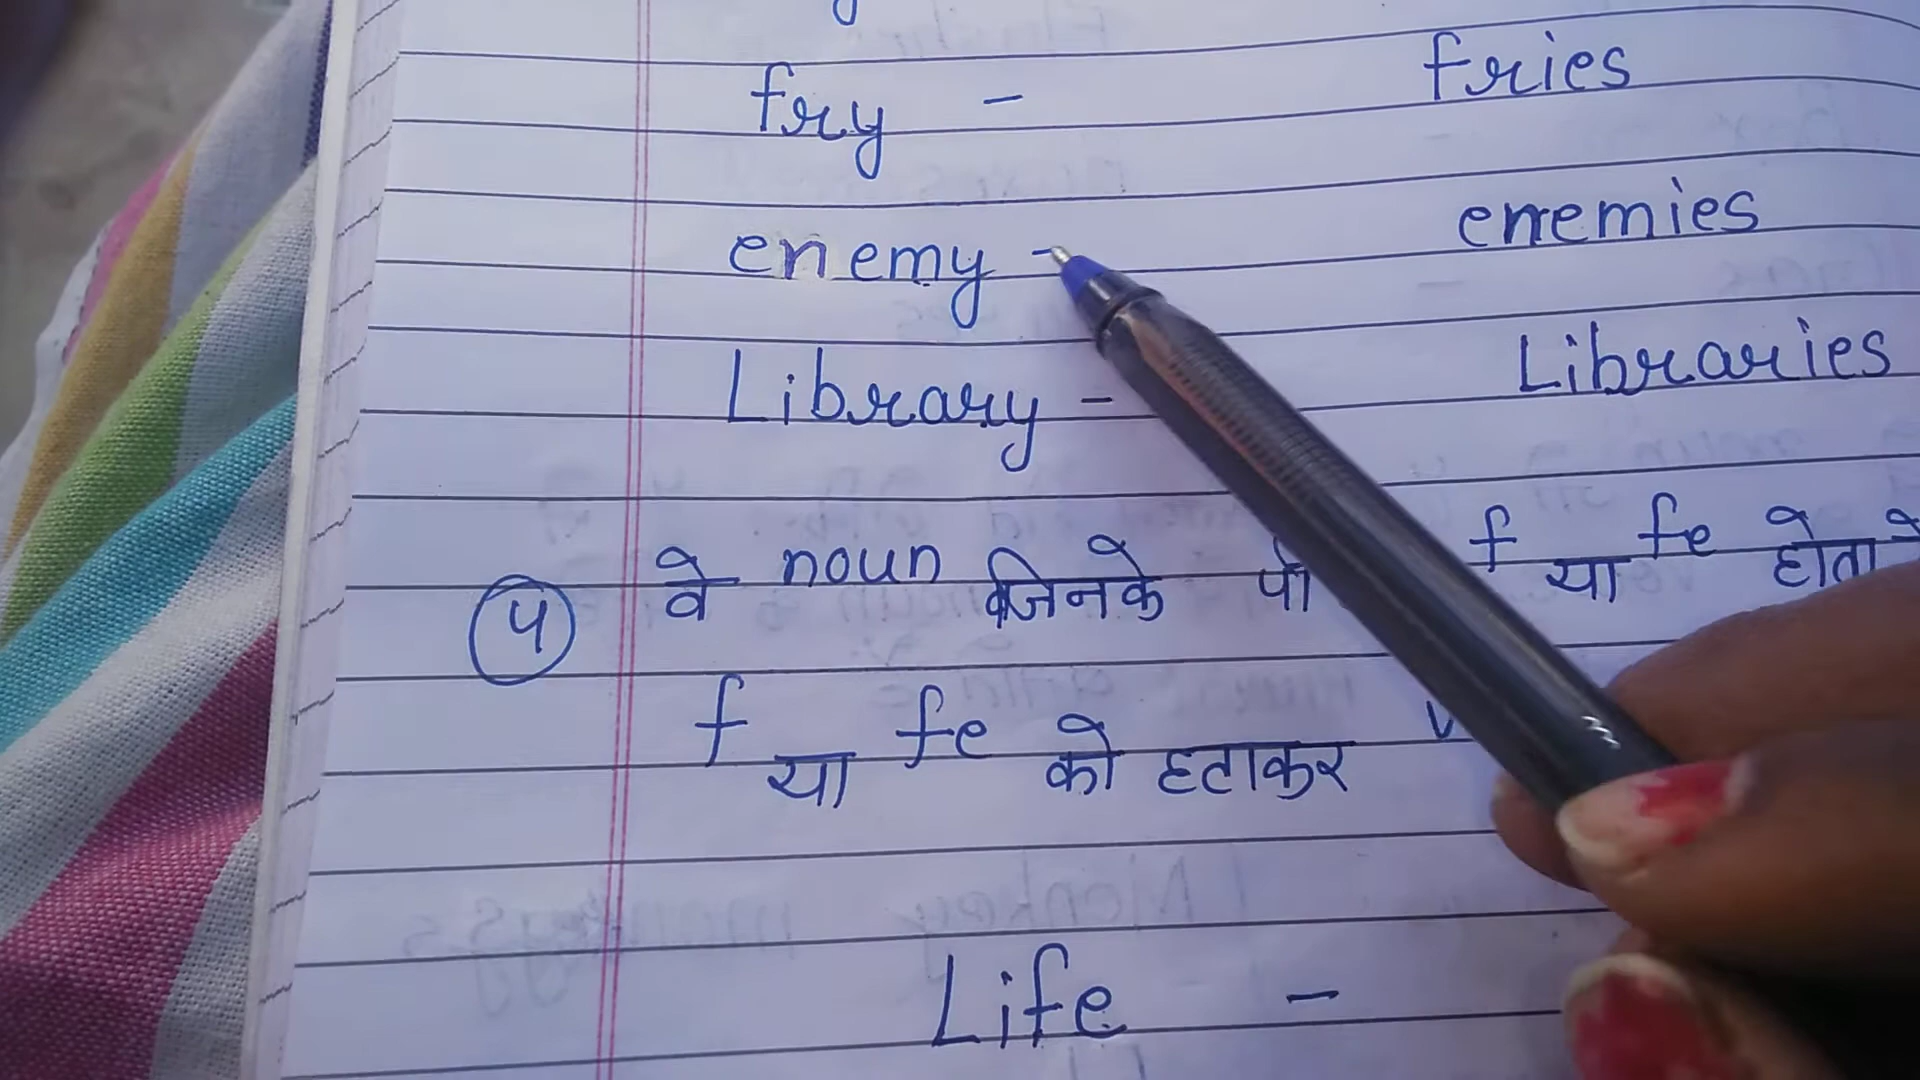 fry - fries
enemy - enemies
Library - Libraries
4 वे noun जिनके f या fe होता
f या fe को हटाकर v
Life -